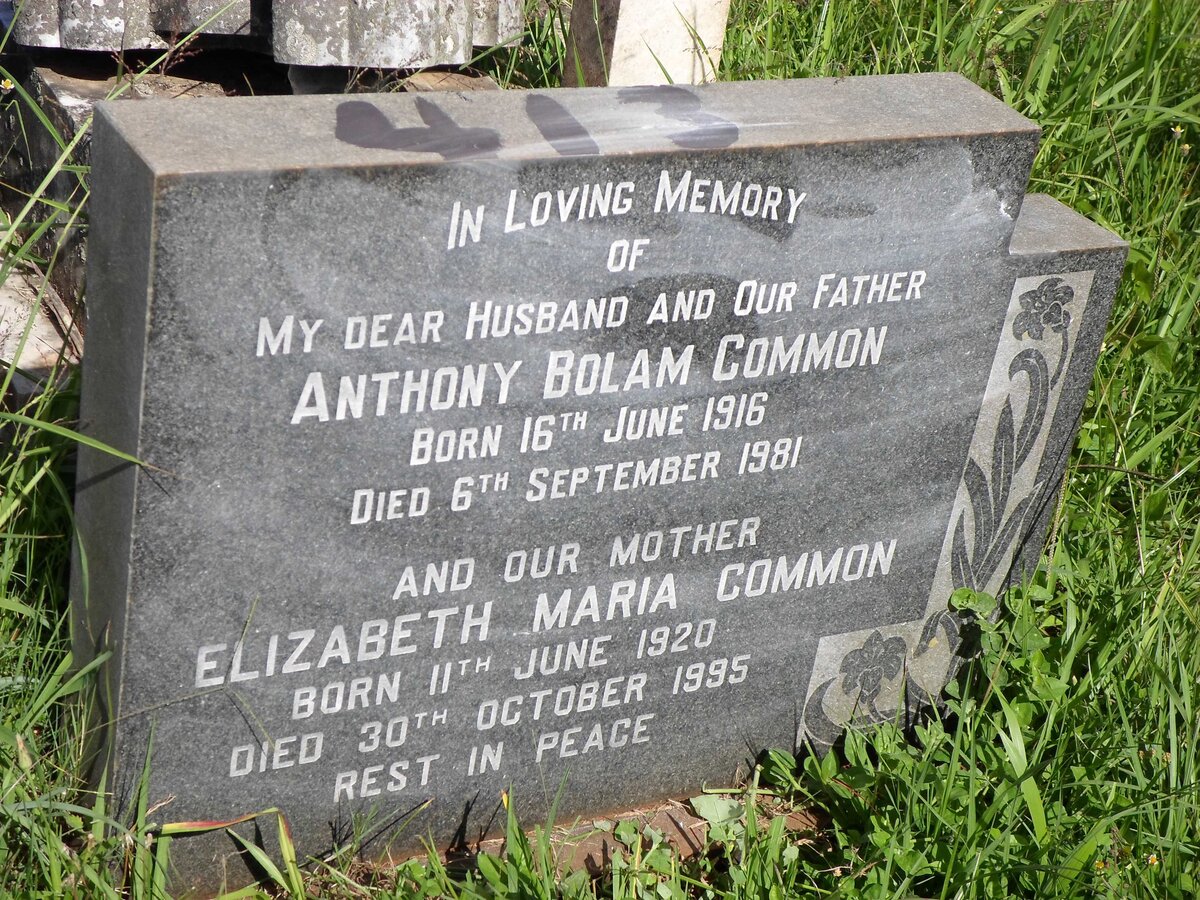 413
IN LOVING MEMORY
OF
MY DEAR HUSBAND AND OUR FATHER
ANTHONY BOLAM COMMON
BORN 16TH JUNE 1916
DIED 6TH SEPTEMBER 1981
AND OUR MOTHER
ELIZABETH MARIA COMMON
BORN 11TH JUNE 1920
DIED 30TH OCTOBER 1995
REST IN PEACE